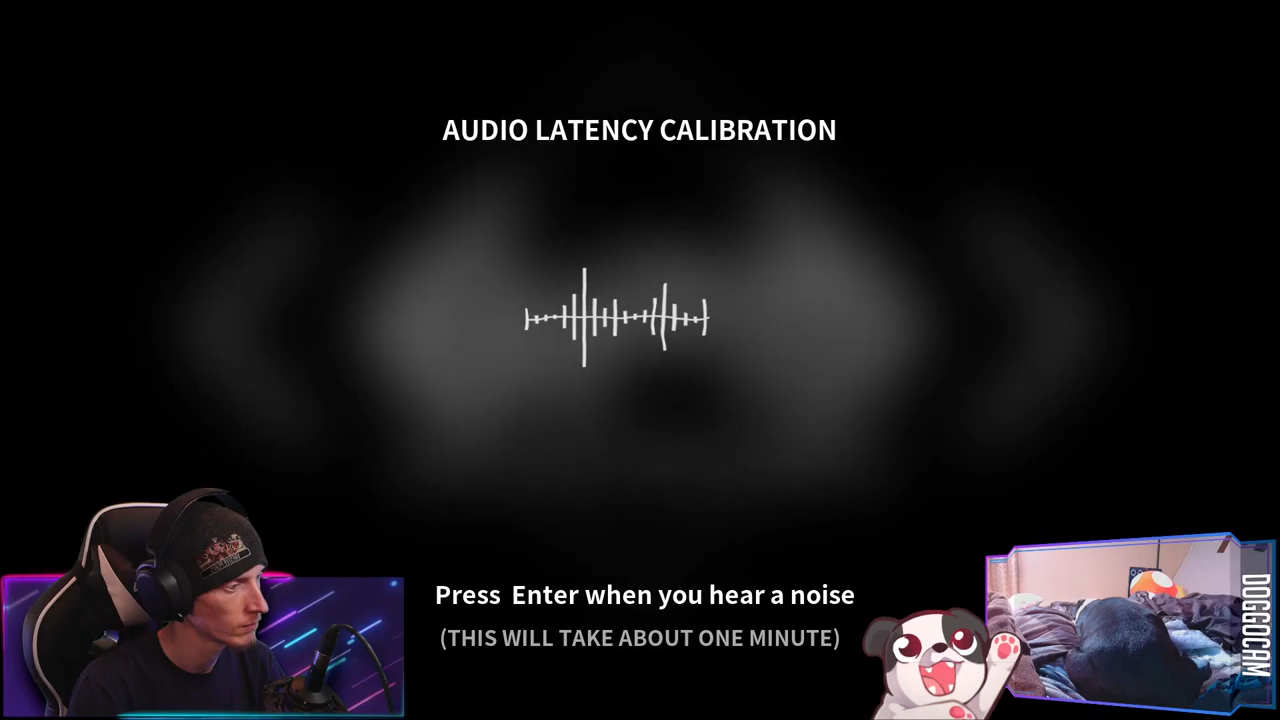 AUDIO LATENCY CALIBRATION
Press Enter when you hear a noise
(THIS WILL TAKE ABOUT ONE MINUTE)
DOGGOCAM